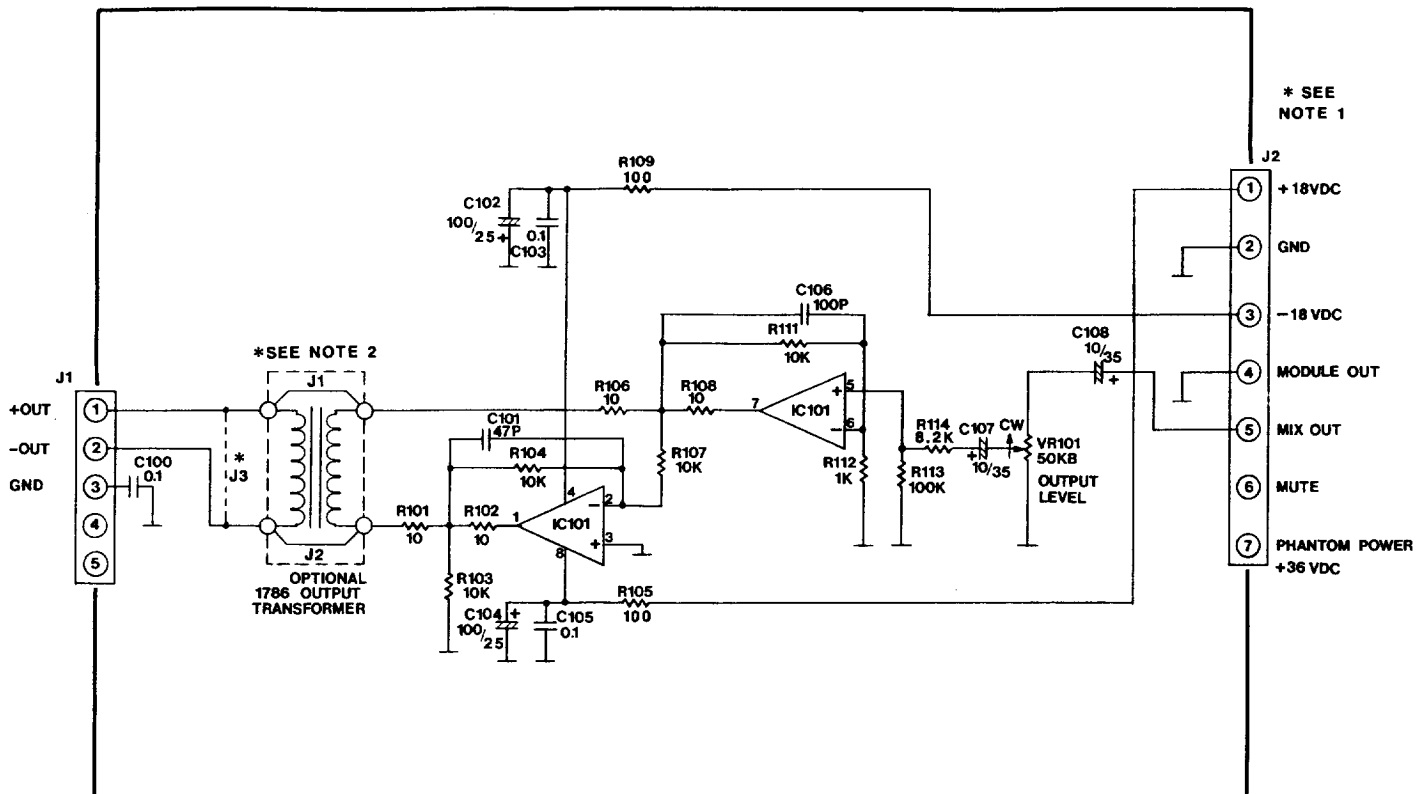 * SEE
NOTE 1
J2
R109
100
1
+18VDC
C102
100/25 +
0.1
C103
2
GND
C106
100P
3
-18 VDC
R111
10K
C108
10/35
+
*SEE NOTE 2
J1
J1
4
MODULE OUT
R106
10
R108
10
+OUT
1
7
+ 5
IC101
- 6
C101
47P
R114
8.2K
C107
CW
5
MIX OUT
-OUT
2
*
J3
R104
10K
R107
10K
+
10/35
VR101
50KB
C100
0.1
R112
1K
R113
100K
OUTPUT
LEVEL
GND
3
4
- 2
6
MUTE
4
R101
10
R102
10
1
IC101
+ 3
J2
8
5
OPTIONAL
1786 OUTPUT
TRANSFORMER
R103
10K
R105
100
7
PHANTOM POWER
+36 VDC
C104
+
100/25
C105
0.1